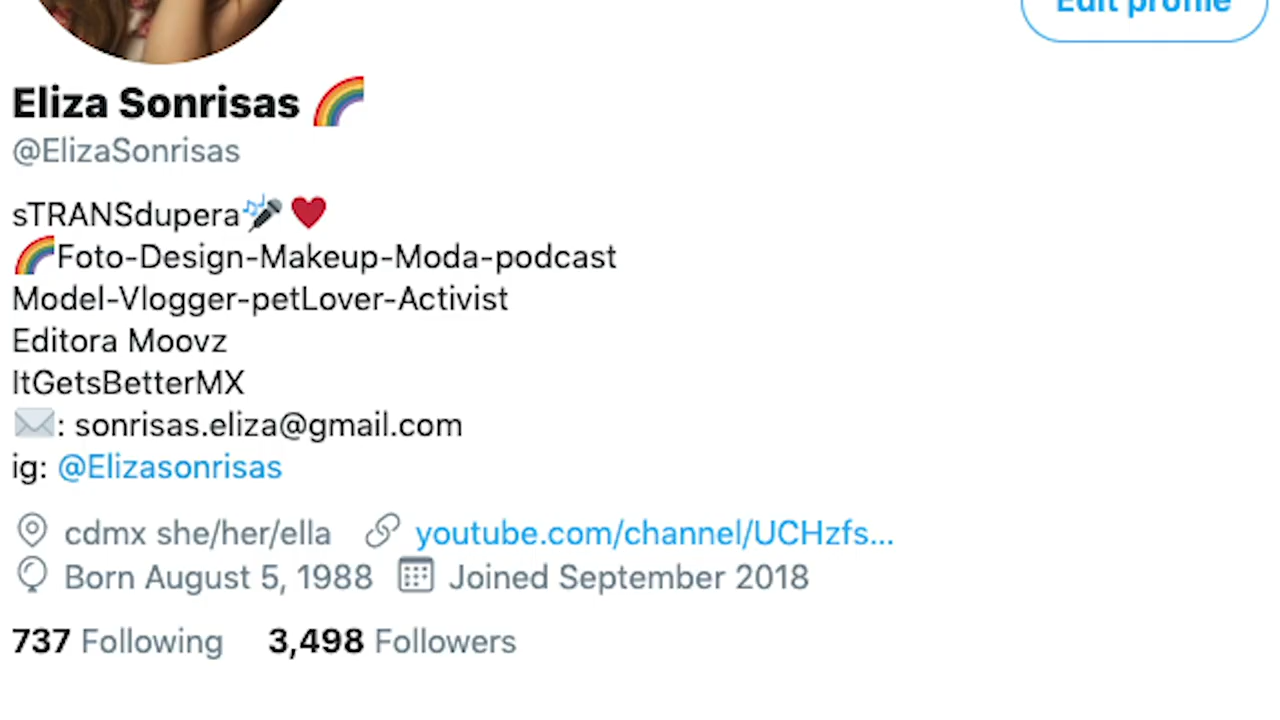 Edit profile
Eliza Sonrisas 🌈
@ElizaSonrisas
sTRANSdupera🎤❤️
🌈Foto-Design-Makeup-Moda-podcast
Model-Vlogger-petLover-Activist
Editora Moovz
ItGetsBetterMX
✉️: sonrisas.eliza@gmail.com
ig: @Elizasonrisas
cdmx she/her/ella youtube.com/channel/UCHzfs...
Born August 5, 1988 Joined September 2018
737 Following 3,498 Followers